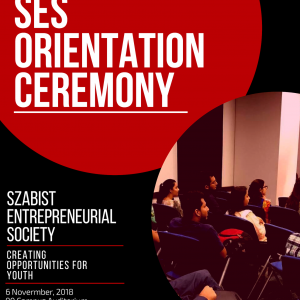 SES
ORIENTATION
CEREMONY
SZABIST
ENTREPRENEURIAL
SOCIETY
CREATING
OPPORTUNITIES FOR
YOUTH
6 November, 2018
Campus Auditorium